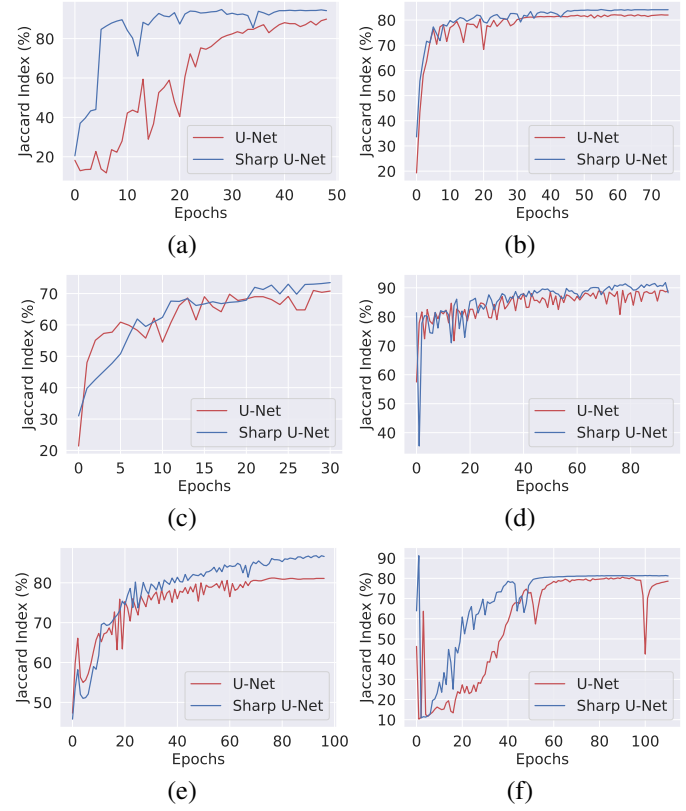 Jaccard Index (%)
80
60
40
20
0 10 20 30 40 50
Epochs
U-Net
Sharp U-Net
(a)
Jaccard Index (%)
80
70
60
50
40
30
20
0 10 20 30 40 50 60 70
Epochs
U-Net
Sharp U-Net
(b)
Jaccard Index (%)
70
60
50
40
30
20
0 5 10 15 20 25 30
Epochs
U-Net
Sharp U-Net
(c)
Jaccard Index (%)
90
80
70
60
50
40
0 20 40 60 80
Epochs
U-Net
Sharp U-Net
(d)
Jaccard Index (%)
80
70
60
50
0 20 40 60 80 100
Epochs
U-Net
Sharp U-Net
(e)
Jaccard Index (%)
90
80
70
60
50
40
30
20
10
0 20 40 60 80 100
Epochs
U-Net
Sharp U-Net
(f)